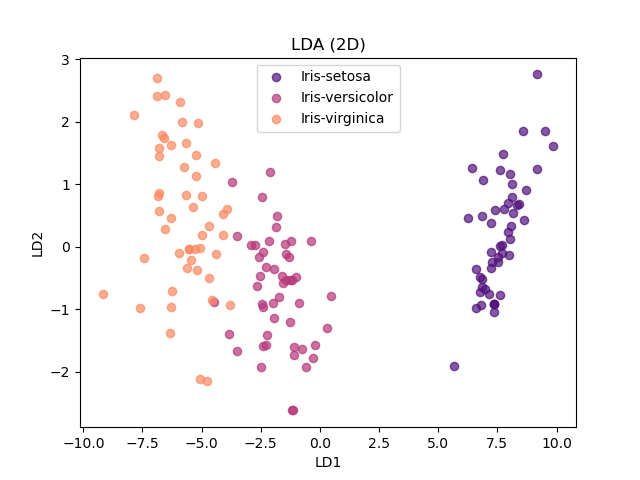 LDA (2D)
3
2
1
0
−1
−2
LD2
Iris-setosa
Iris-versicolor
Iris-virginica
−10.0 −7.5 −5.0 −2.5 0.0 2.5 5.0 7.5 10.0
LD1